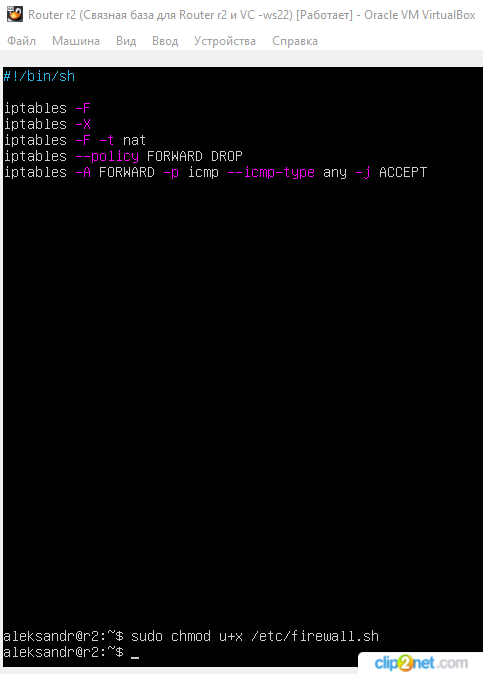 Router r2 (Связная база для Router r2 и VC -ws22) [Работает] - Oracle VM VirtualBox
Файл Машина Вид Ввод Устройства Справка
#!/bin/sh
iptables -F
iptables -X
iptables -F -t nat
iptables --policy FORWARD DROP
iptables -A FORWARD -p icmp --icmp-type any -j ACCEPT
aleksandr@r2:~$ sudo chmod u+x /etc/firewall.sh
aleksandr@r2:~$ _
clip2net.com